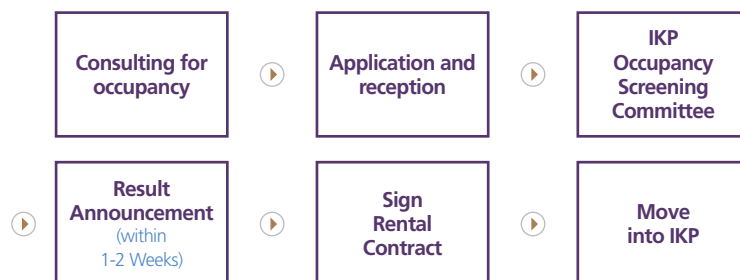 Consulting for
occupancy
Application and
reception
IKP
Occupancy
Screening
Committee
Result
Announcement
(within
1-2 Weeks)
Sign
Rental
Contract
Move
into IKP